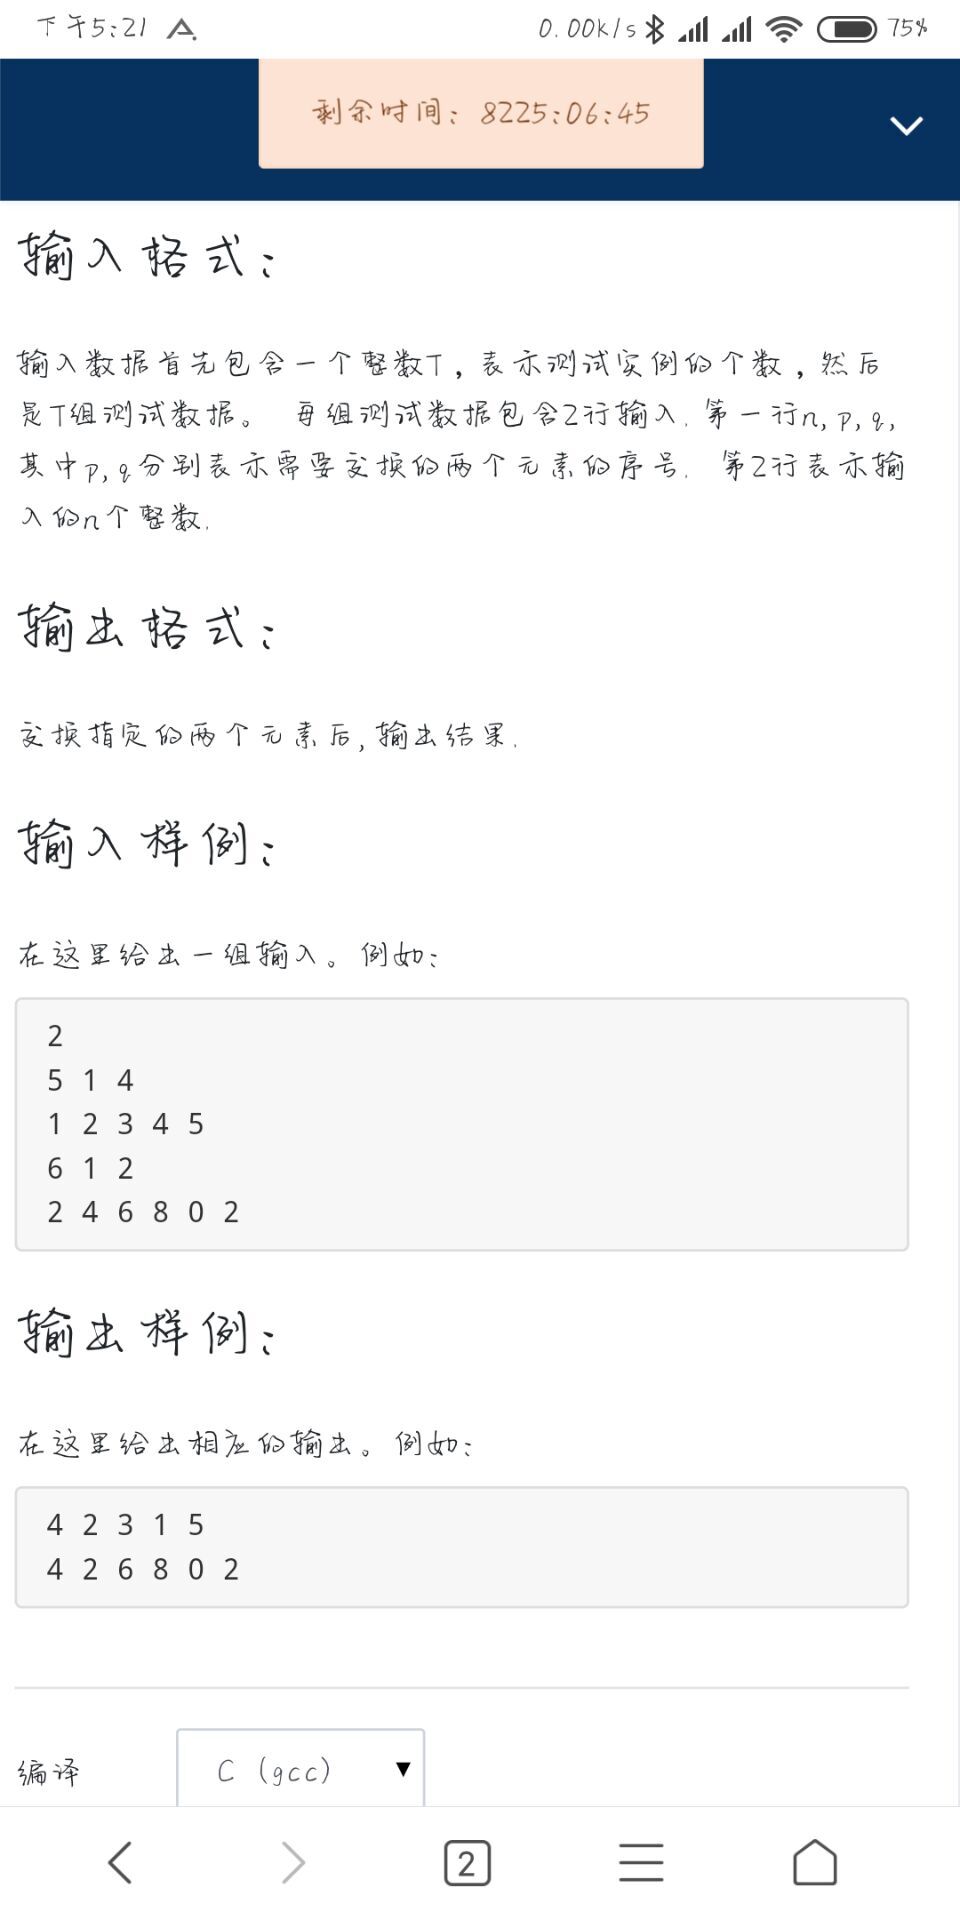 下午5:21 0.00K/s 75%
剩余时间: 8225:06:45
输入格式:
输入数据首先包含一个整数T，表示测试实例的个数，然后
是T组测试数据。 每组测试数据包含2行输入. 第一行n, p, q,
其中p, q分别表示需要交换的两个元素的序号. 第2行表示输
入的n个整数.
输出格式:
交换指定的两个元素后, 输出结果.
输入样例:
在这里给出一组输入。例如:
2
5 1 4
1 2 3 4 5
6 1 2
2 4 6 8 0 2
输出样例:
在这里给出相应的输出。例如:
4 2 3 1 5
4 2 6 8 0 2
编译 C (gcc)
2